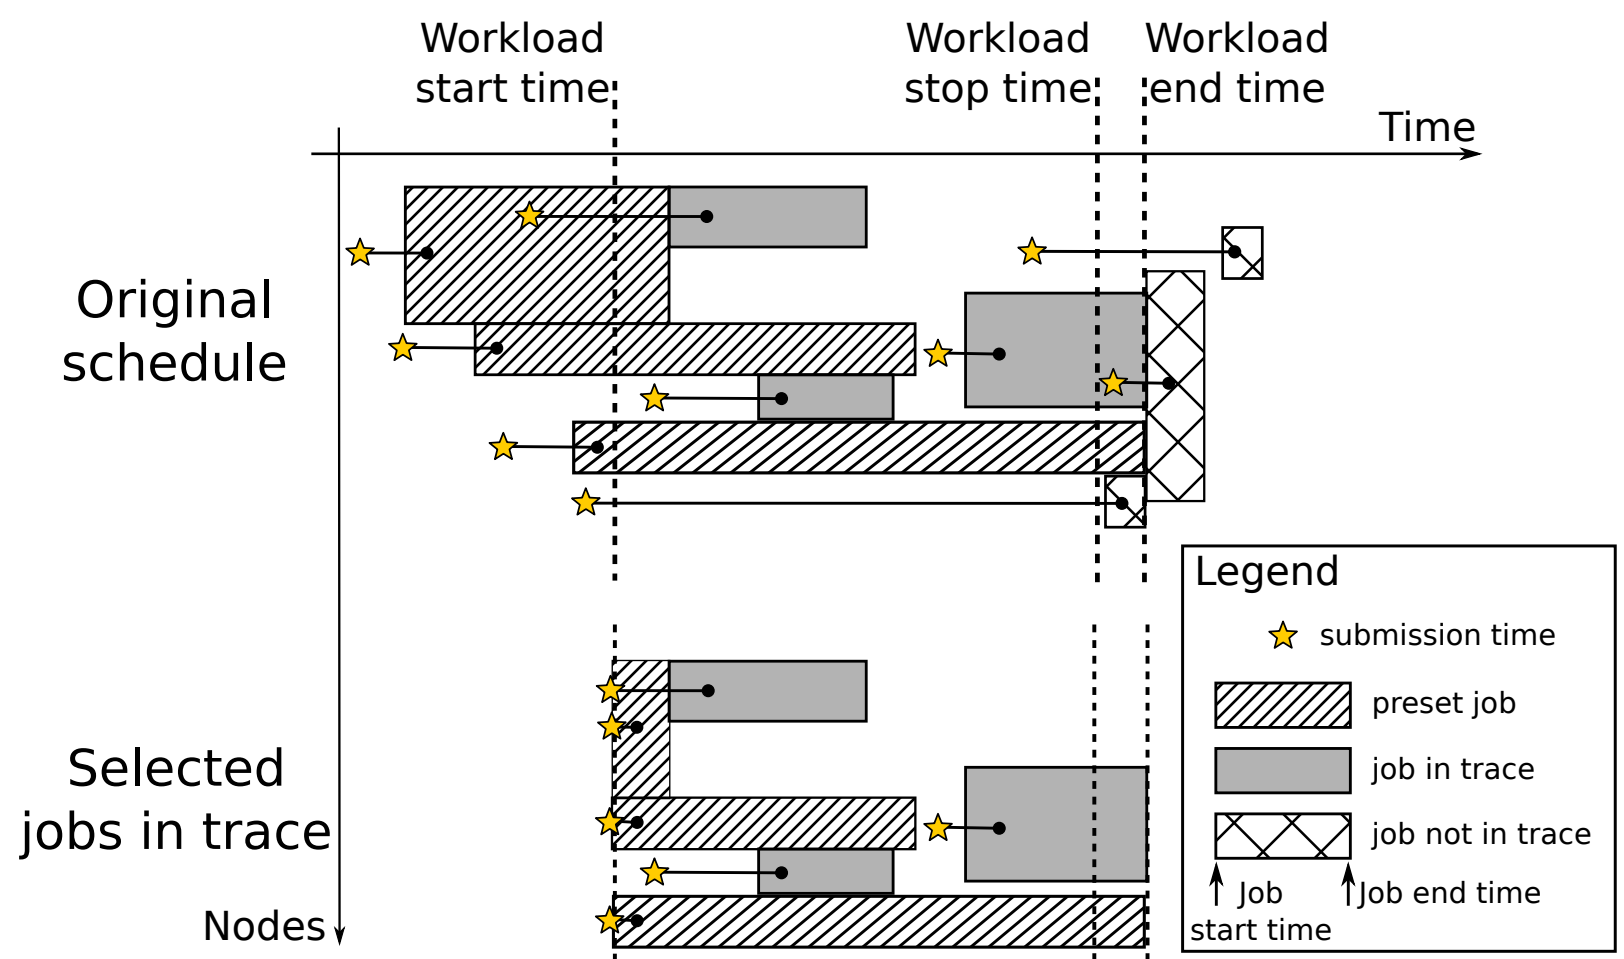 Workload
start time
Workload
stop time
Workload
end time
Time
Original
schedule
Selected
jobs in trace
Nodes
Legend
submission time
preset job
job in trace
job not in trace
Job
start time
Job end time